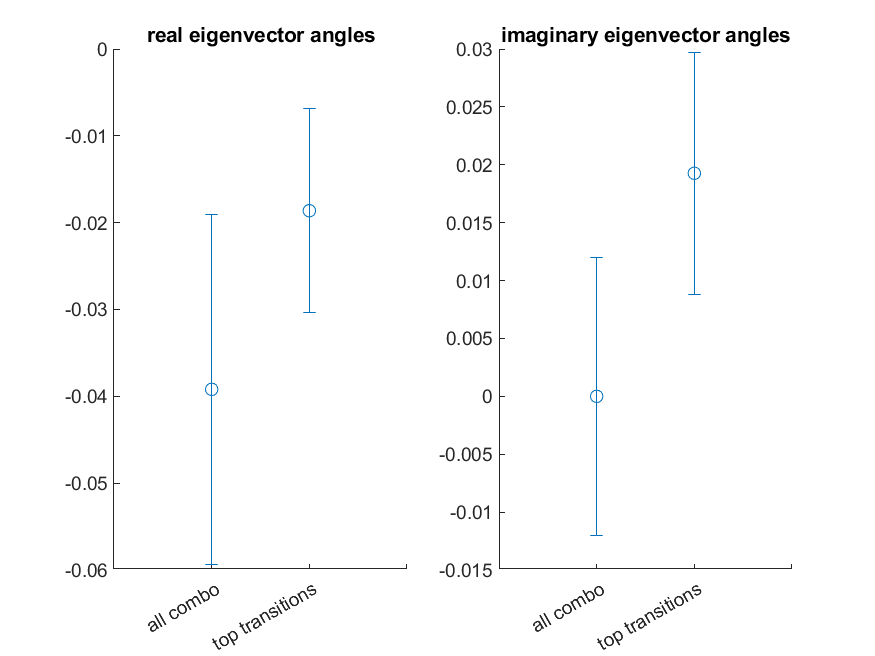 real eigenvector angles
0
-0.01
-0.02
-0.03
-0.04
-0.05
-0.06
all combo
top transitions
imaginary eigenvector angles
0.03
0.025
0.02
0.015
0.01
0.005
0
-0.005
-0.01
-0.015
all combo
top transitions